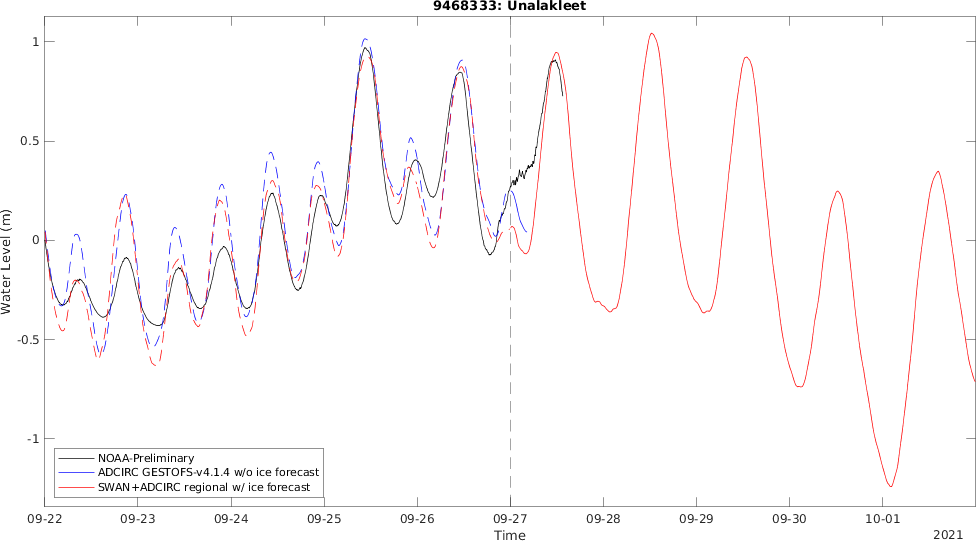 9468333: Unalakleet
Water Level (m)
1
0.5
0
-0.5
-1
NOAA-Preliminary
ADCIRC GESTOFS-v4.1.4 w/o ice forecast
SWAN+ADCIRC regional w/ ice forecast
09-22 09-23 09-24 09-25 09-26 09-27 09-28 09-29 09-30 10-01
Time
2021